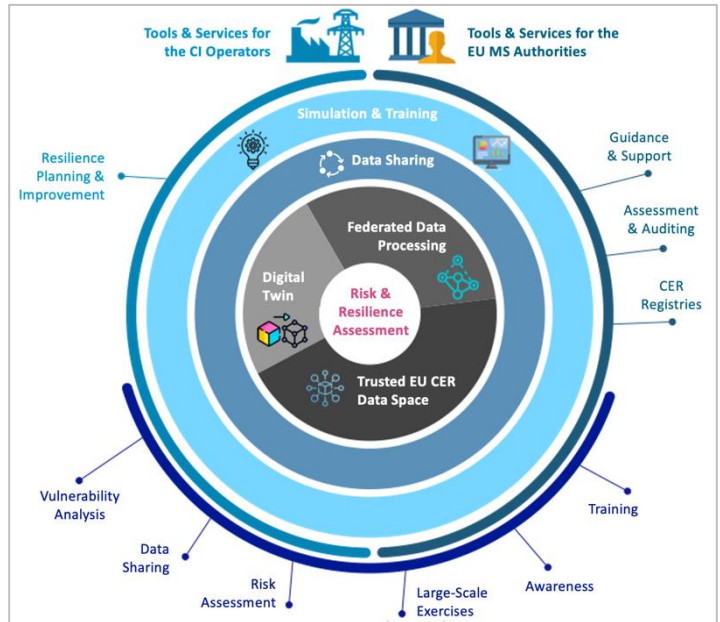 Tools & Services for
the CI Operators
Tools & Services for the
EU MS Authorities
Simulation & Training
Data Sharing
Federated Data
Processing
Digital
Twin
Risk &
Resilience
Assessment
Trusted EU CER
Data Space
Resilience
Planning &
Improvement
Guidance
& Support
Assessment
& Auditing
CER
Registries
Vulnerability
Analysis
Data
Sharing
Risk
Assessment
Large-Scale
Exercises
Awareness
Training